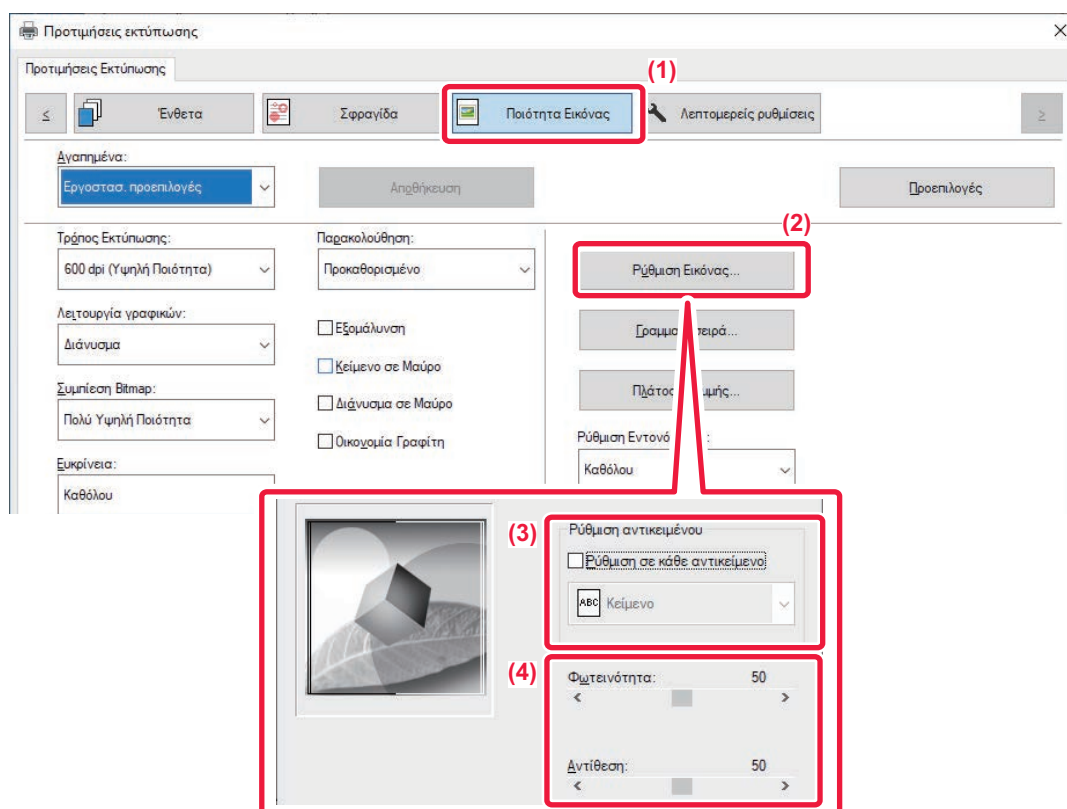 Προτιμήσεις εκτύπωσης
Προτιμήσεις Εκτύπωσης
(1)
≤ Ένθετα Σφραγίδα Ποιότητα Εικόνας Λεπτομερείς ρυθμίσεις ≥
Αγαπημένα:
Εργοστασ. προεπιλογές Αποθήκευση Προεπιλογές
(2)
Τρόπος Εκτύπωσης: Παρακολούθηση:
600 dpi (Υψηλή Ποιότητα) Προκαθορισμένο Ρύθμιση Εικόνας...
Λειτουργία γραφικών:
Διάνυσμα Εξομάλυνση
Κείμενο σε Μαύρο
Συμπίεση Bitmap: Διάνυσμα σε Μαύρο
Πολύ Υψηλή Ποιότητα Οικονομία Γραφίτη
Ρύθμιση :
Ευκρίνεια: Καθόλου
Καθόλου
(3) Ρύθμιση αντικειμένου
Ρύθμιση σε κάθε αντικείμενο
ABC Κείμενο
(4) Φωτεινότητα: 50
< >
Αντίθεση: 50
< >